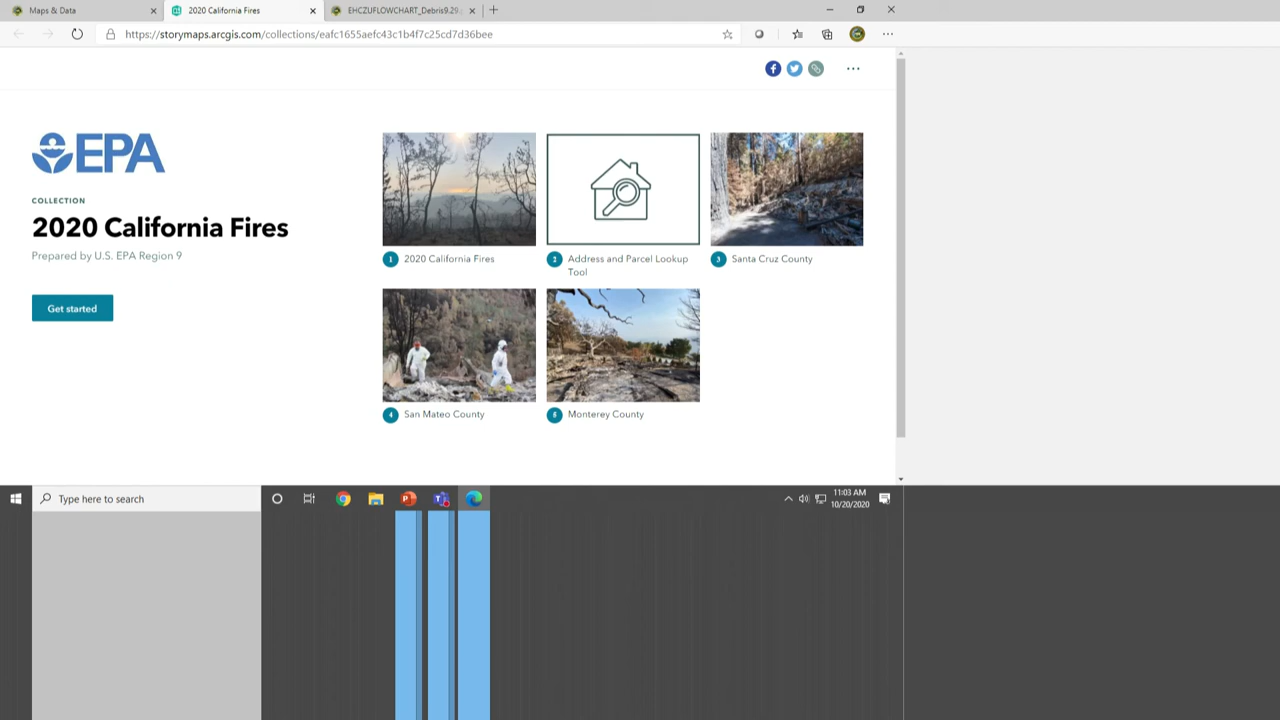 Maps & Data
2020 California Fires
EHCZUFLOWCHART_Debris9.29.
https://storymaps.arcgis.com/collections/eafc1655aefc43c1b4f7c25cd7d36bee
EPA
COLLECTION
2020 California Fires
Prepared by U.S. EPA Region 9
Get started
1 2020 California Fires
2 Address and Parcel Lookup
Tool
3 Santa Cruz County
4 San Mateo County
5 Monterey County
Type here to search
11:03 AM
10/20/2020